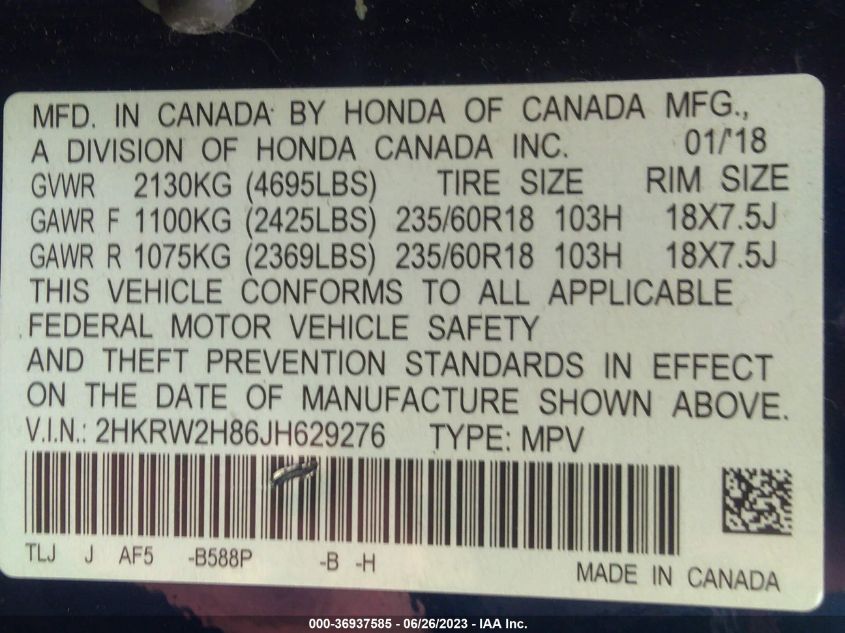 MFD. IN CANADA BY HONDA OF CANADA MFG.,
A DIVISION OF HONDA CANADA INC. 01/'18
GVWR 2130KG (4695LBS) TIRE SIZE RIM SIZE
GAWR F 1100KG (2425LBS) 235/60R18 103H 18X7.5J
GAWR R 1075KG (2369LBS) 235/60R18 103H 18X7.5J
THIS VEHICLE CONFORMS TO ALL APPLICABLE
FEDERAL MOTOR VEHICLE SAFETY
AND THEFT PREVENTION STANDARDS IN EFFECT
ON THE DATE OF MANUFACTURE SHOWN ABOVE.
V.I.N.: 2HKRW2H86JH629276 TYPE: MPV
TLJ J AF5 -B588P -B -H
MADE IN CANADA
000-36937585 - 06/26/2023 - IAA Inc.